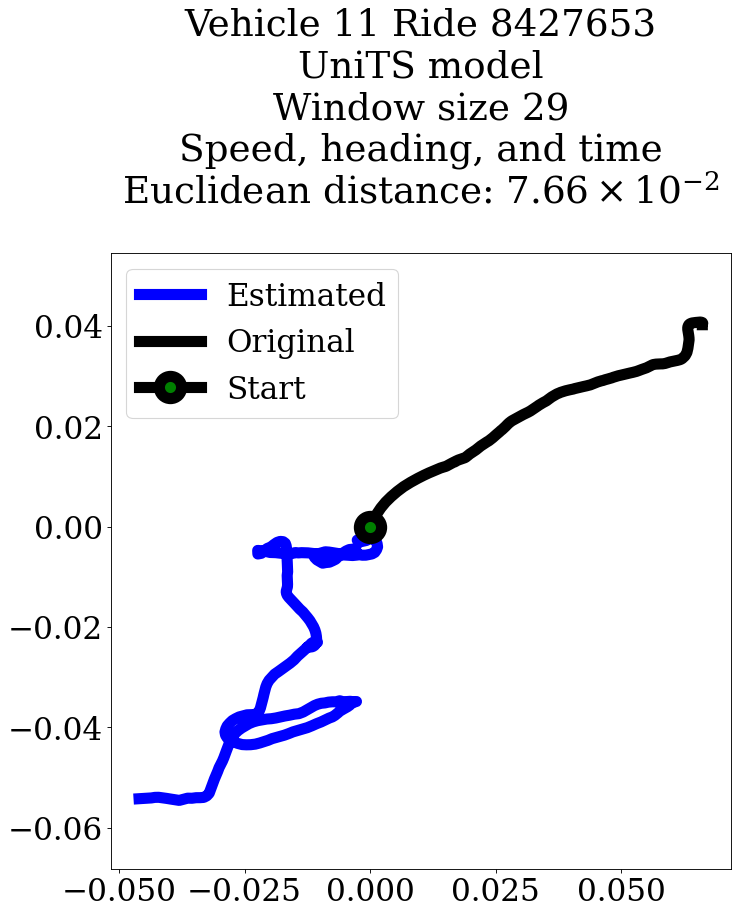 Vehicle 11 Ride 8427653
UniTS model
Window size 29
Speed, heading, and time
Euclidean distance: 7.66 × 10⁻²
Estimated
Original
Start
0.04
0.02
0.00
−0.02
−0.04
−0.06
−0.050 −0.025 0.000 0.025 0.050